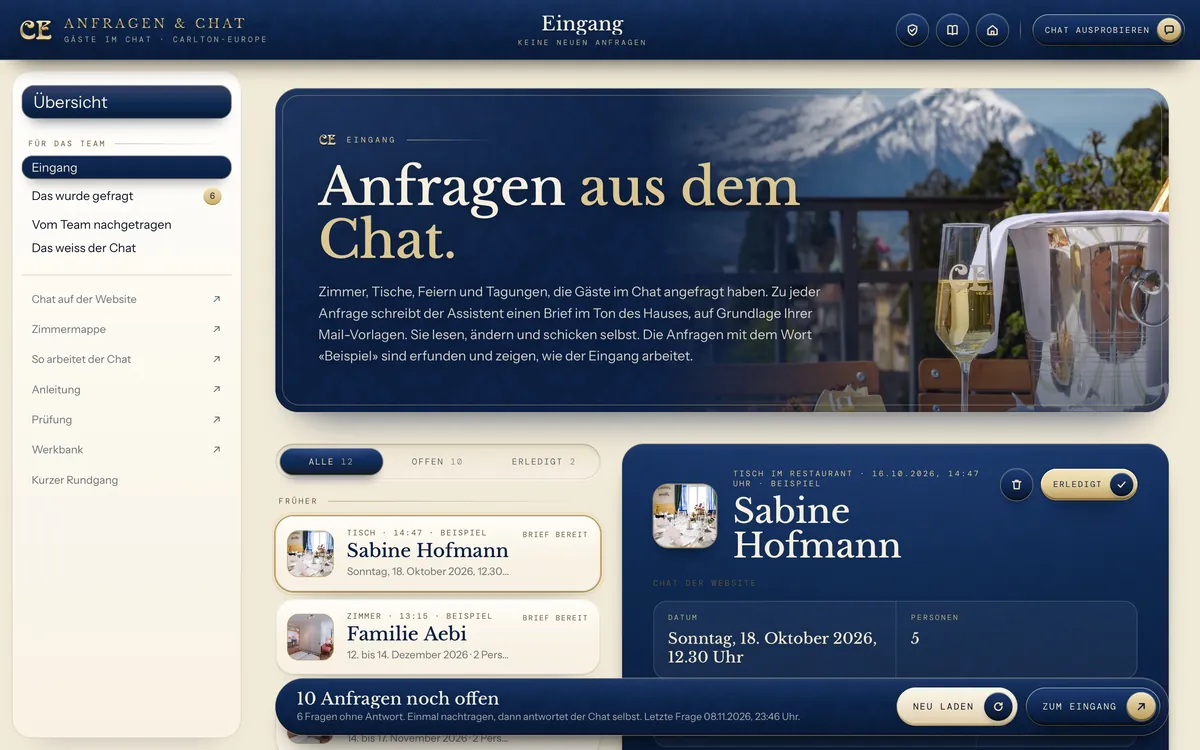 CE ANFRAGEN & CHAT
GÄSTE IM CHAT · CARLTON-EUROPE
Eingang
KEINE NEUEN ANFRAGEN
CHAT AUSPROBIEREN
Übersicht
FÜR DAS TEAM
Eingang
Das wurde gefragt 6
Vom Team nachgetragen
Das weiss der Chat
Chat auf der Website
Zimmermappe
So arbeitet der Chat
Anleitung
Prüfung
Werkbank
Kurzer Rundgang
CE EINGANG
Anfragen aus dem
Chat.
Zimmer, Tische, Feiern und Tagungen, die Gäste im Chat angefragt haben. Zu jeder
Anfrage schreibt der Assistent einen Brief im Ton des Hauses, auf Grundlage Ihrer
Mail-Vorlagen. Sie lesen, ändern und schicken selbst. Die Anfragen mit dem Wort
«Beispiel» sind erfunden und zeigen, wie der Eingang arbeitet.
CE
ALLE 12 OFFEN 10 ERLEDIGT 2
FRÜHER
TISCH · 14:47 · BEISPIEL BRIEF BEREIT
Sabine Hofmann
Sonntag, 18. Oktober 2026, 12.30…
ZIMMER · 13:15 · BEISPIEL BRIEF BEREIT
Familie Aebi
12. bis 14. Dezember 2026 · 2 Pers…
14. bis 17. November 2026 · 2 Pers…
TISCH IM RESTAURANT · 16.10.2026, 14:47
UHR · BEISPIEL
ERLEDIGT
Sabine
Hofmann
CHAT DER WEBSITE
DATUM
Sonntag, 18. Oktober 2026,
12.30 Uhr
PERSONEN
5
10 Anfragen noch offen
6 Fragen ohne Antwort. Einmal nachtragen, dann antwortet der Chat selbst. Letzte Frage 08.11.2026, 23:46 Uhr.
NEU LADEN
ZUM EINGANG